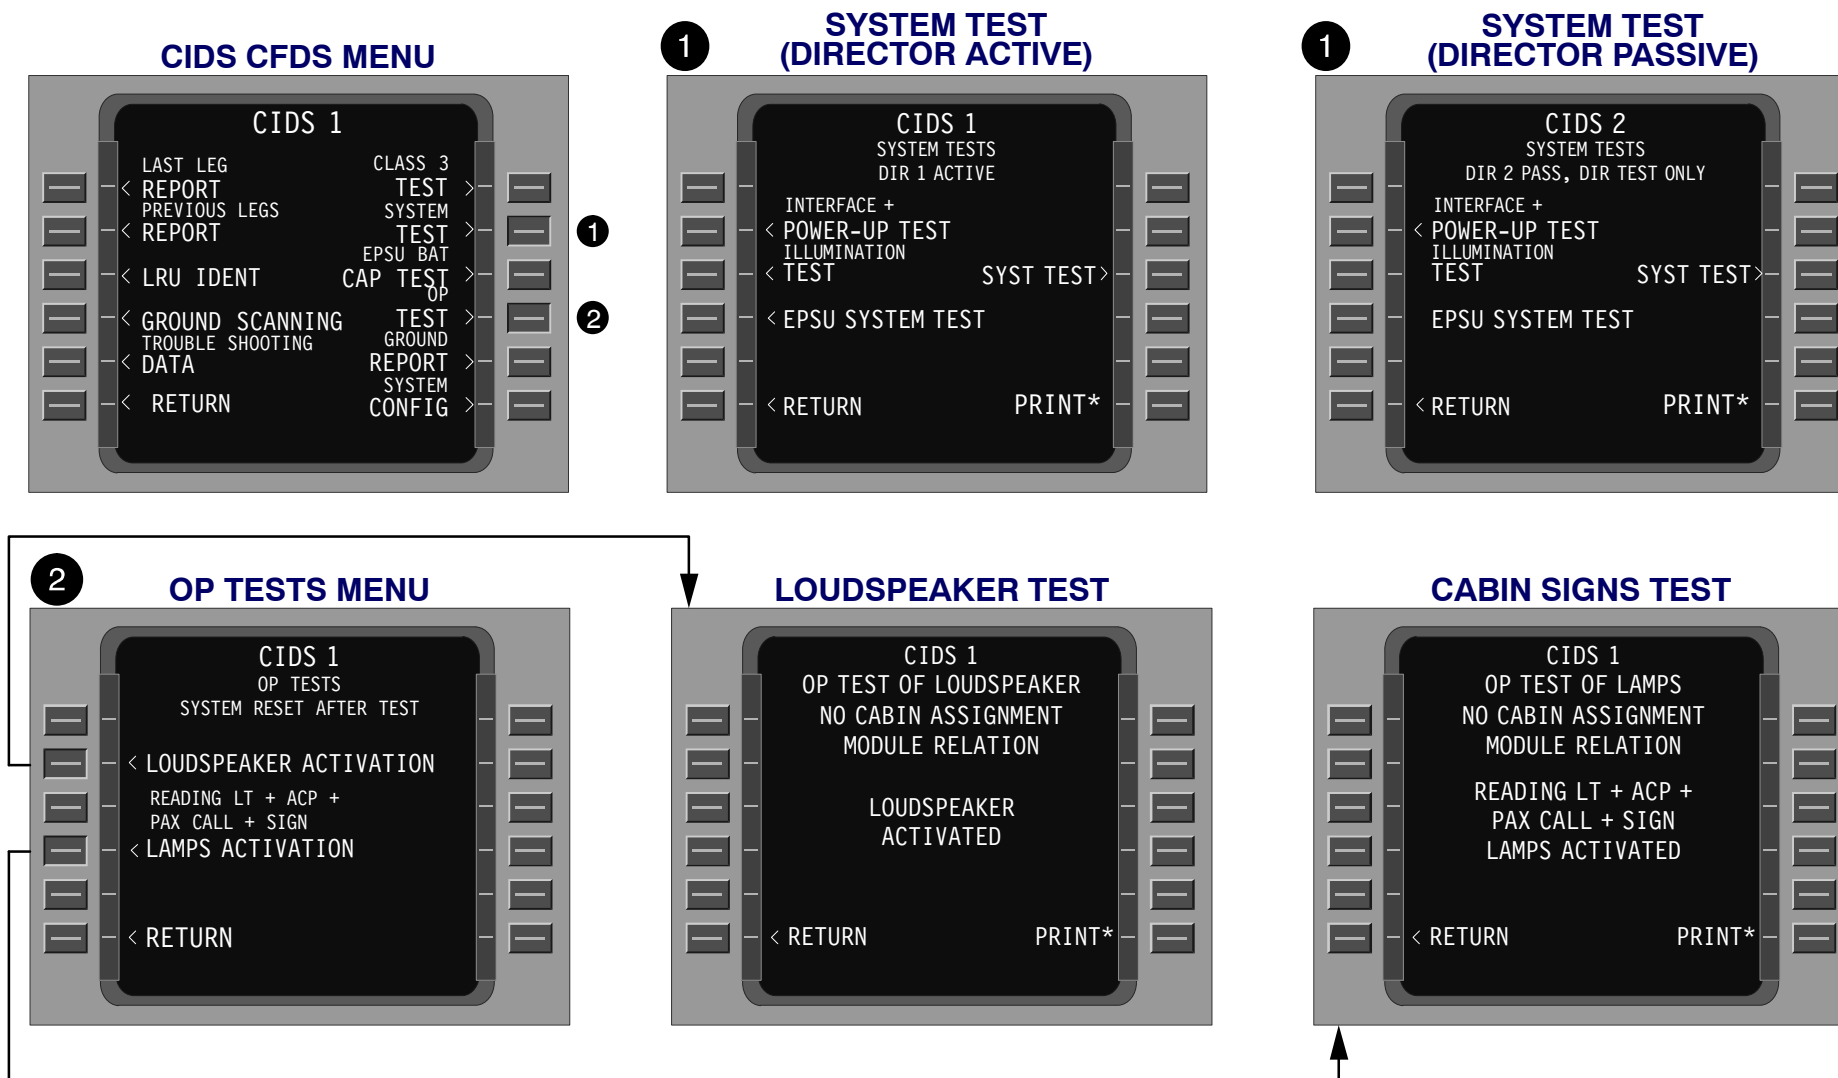 CIDS CFDS MENU
CIDS 1
LAST LEG
< REPORT
PREVIOUS LEGS
< REPORT
< LRU IDENT
< GROUND SCANNING
TROUBLE SHOOTING
< DATA
< RETURN
CLASS 3
TEST >
SYSTEM
TEST >
EPSU BAT
CAP TEST >
OP
TEST >
GROUND
REPORT >
SYSTEM
CONFIG >
1
2
1
SYSTEM TEST
(DIRECTOR ACTIVE)
CIDS 1
SYSTEM TESTS
DIR 1 ACTIVE
INTERFACE +
< POWER-UP TEST
ILLUMINATION
< TEST SYST TEST>
< EPSU SYSTEM TEST
< RETURN PRINT*
1
SYSTEM TEST
(DIRECTOR PASSIVE)
CIDS 2
SYSTEM TESTS
DIR 2 PASS, DIR TEST ONLY
INTERFACE +
< POWER-UP TEST
ILLUMINATION
TEST SYST TEST>
EPSU SYSTEM TEST
< RETURN PRINT*
2
OP TESTS MENU
CIDS 1
OP TESTS
SYSTEM RESET AFTER TEST
< LOUDSPEAKER ACTIVATION
READING LT + ACP +
PAX CALL + SIGN
< LAMPS ACTIVATION
< RETURN
LOUDSPEAKER TEST
CIDS 1
OP TEST OF LOUDSPEAKER
NO CABIN ASSIGNMENT
MODULE RELATION
LOUDSPEAKER
ACTIVATED
< RETURN PRINT*
CABIN SIGNS TEST
CIDS 1
OP TEST OF LAMPS
NO CABIN ASSIGNMENT
MODULE RELATION
READING LT + ACP +
PAX CALL + SIGN
LAMPS ACTIVATED
< RETURN PRINT*